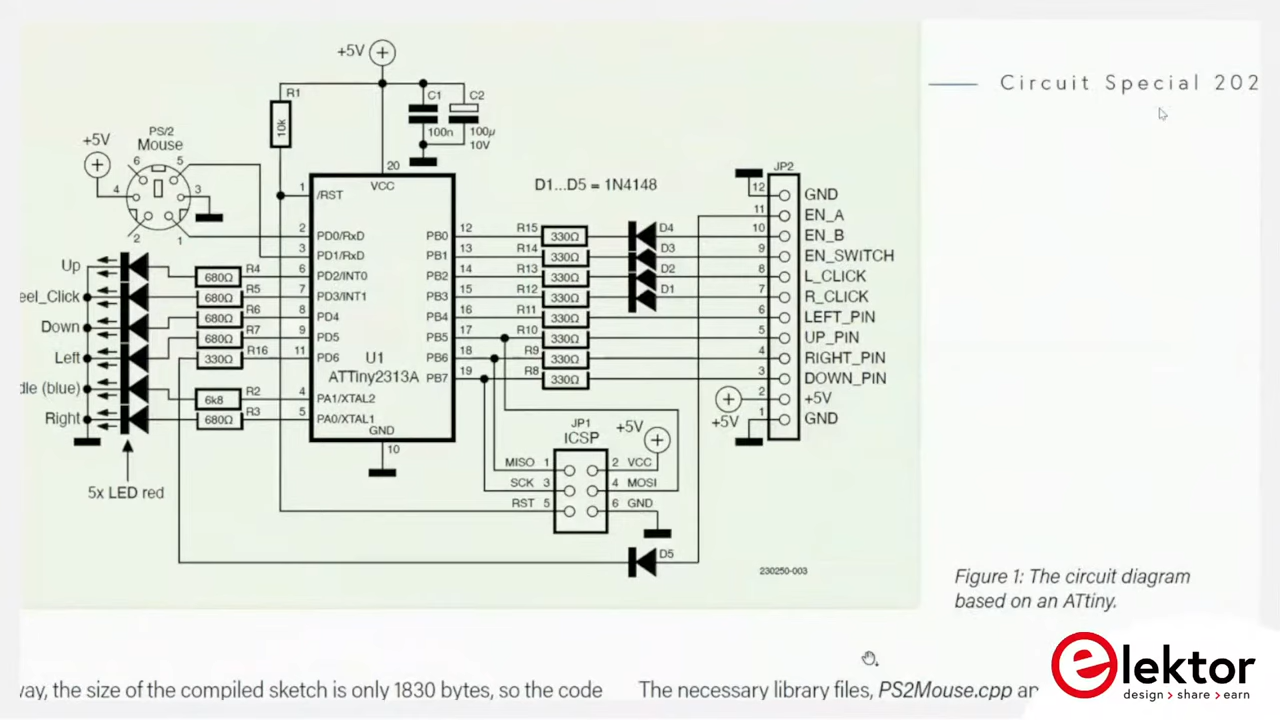 Circuit Special 202
+5V
R1
10k
C1
100n
C2
100µ
10V
PS/2
Mouse
+5V
6
5
4
3
2
1
20
VCC
1
/RST
2
PD0/RxD
3
PD1/RxD
6
PD2/INT0
7
PD3/INT1
8
PD4
9
PD5
11
PD6
4
PA1/XTAL2
5
PA0/XTAL1
GND
10
U1
ATTiny2313A
PB0
12
PB1
13
PB2
14
PB3
15
PB4
16
PB5
17
PB6
18
PB7
19
Up
eel_Click
Down
Left
dle (blue)
Right
5x LED red
680Ω
R4
680Ω
R5
680Ω
R6
680Ω
R7
330Ω
R16
6k8
R2
680Ω
R3
D1...D5 = 1N4148
R15
330Ω
R14
330Ω
R13
330Ω
R12
330Ω
R11
330Ω
R10
330Ω
R9
330Ω
R8
330Ω
D4
D3
D2
D1
JP2
12
GND
11
EN_A
10
EN_B
9
EN_SWITCH
8
L_CLICK
7
R_CLICK
6
LEFT_PIN
5
UP_PIN
4
RIGHT_PIN
3
DOWN_PIN
2
+5V
1
GND
+5V
JP1
ICSP
+5V
MISO
1
2
VCC
SCK
3
4
MOSI
RST
5
6
GND
D5
230250-003
Figure 1: The circuit diagram
based on an ATtiny.
way, the size of the compiled sketch is only 1830 bytes, so the code
The necessary library files, PS2Mouse.cpp an
elektor
design > share > earn